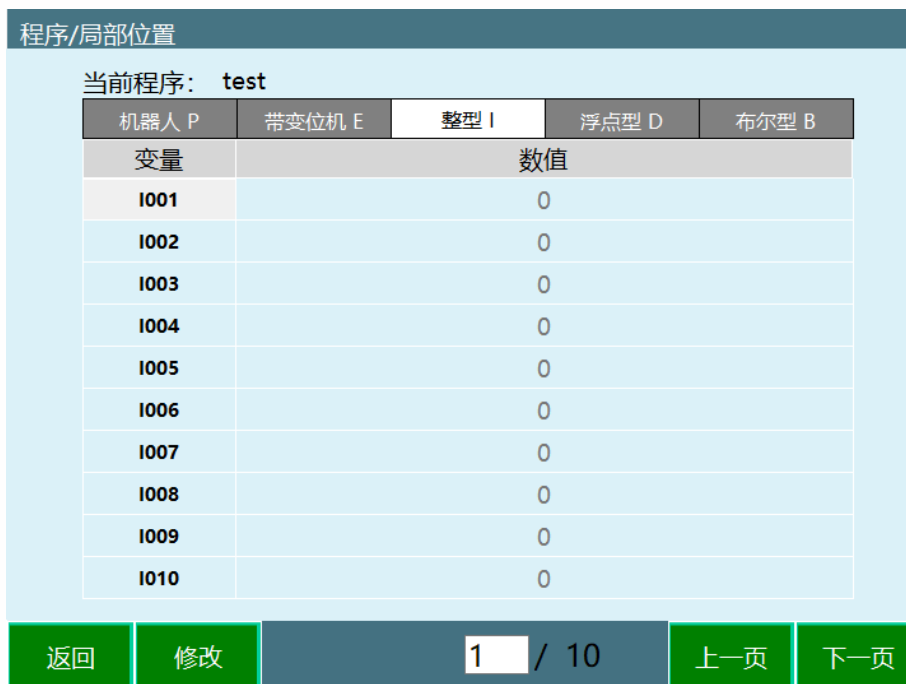 程序/局部位置
当前程序： test
机器人 P 带变位机 E 整型 I 浮点型 D 布尔型 B
变量 数值
I001 0
I002 0
I003 0
I004 0
I005 0
I006 0
I007 0
I008 0
I009 0
I010 0
返回 修改 1 / 10 上一页 下一页